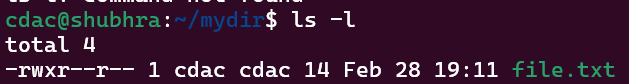 cdac@shubhra:~/mydir$ ls -l
total 4
-rwxr--r-- 1 cdac cdac 14 Feb 28 19:11 file.txt